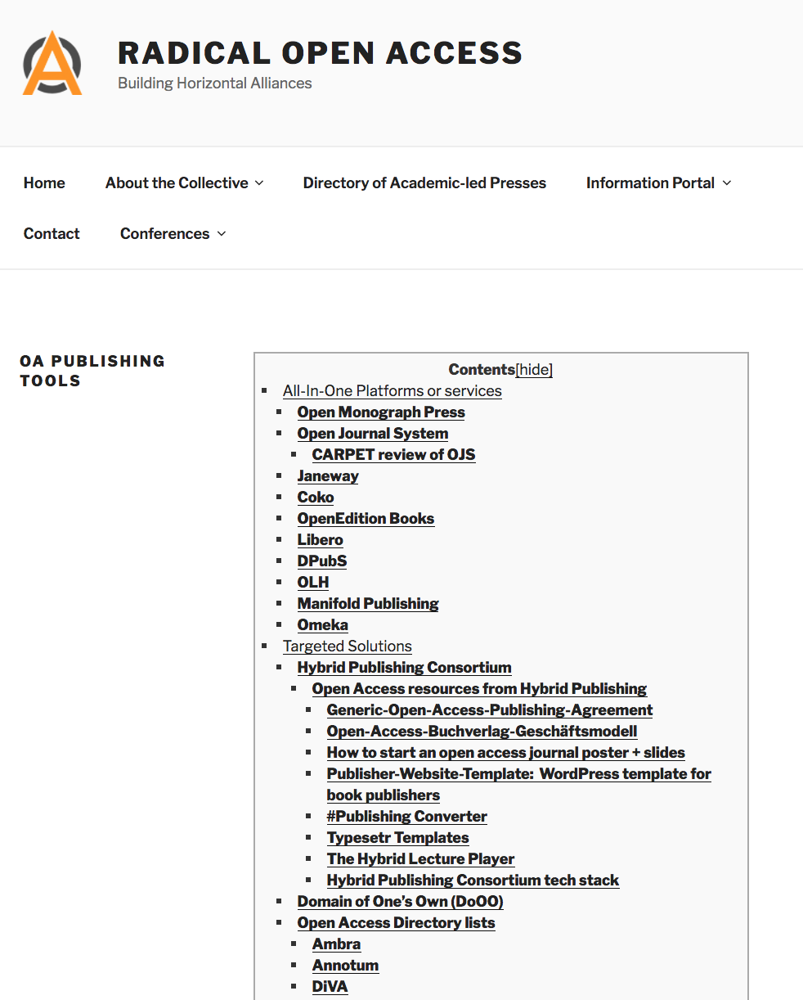 RADICAL OPEN ACCESS
Building Horizontal Alliances
Home About the Collective Directory of Academic-led Presses Information Portal
Contact Conferences
OA PUBLISHING
TOOLS
Contents[hide]
All-In-One Platforms or services
Open Monograph Press
Open Journal System
CARPET review of OJS
Janeway
Coko
OpenEdition Books
Libero
DPubS
OLH
Manifold Publishing
Omeka
Targeted Solutions
Hybrid Publishing Consortium
Open Access resources from Hybrid Publishing
Generic-Open-Access-Publishing-Agreement
Open-Access-Buchverlag-Geschäftsmodell
How to start an open access journal poster + slides
Publisher-Website-Template: WordPress template for
book publishers
#Publishing Converter
Typesetr Templates
The Hybrid Lecture Player
Hybrid Publishing Consortium tech stack
Domain of One’s Own (DoOO)
Open Access Directory lists
Ambra
Annotum
DiVA